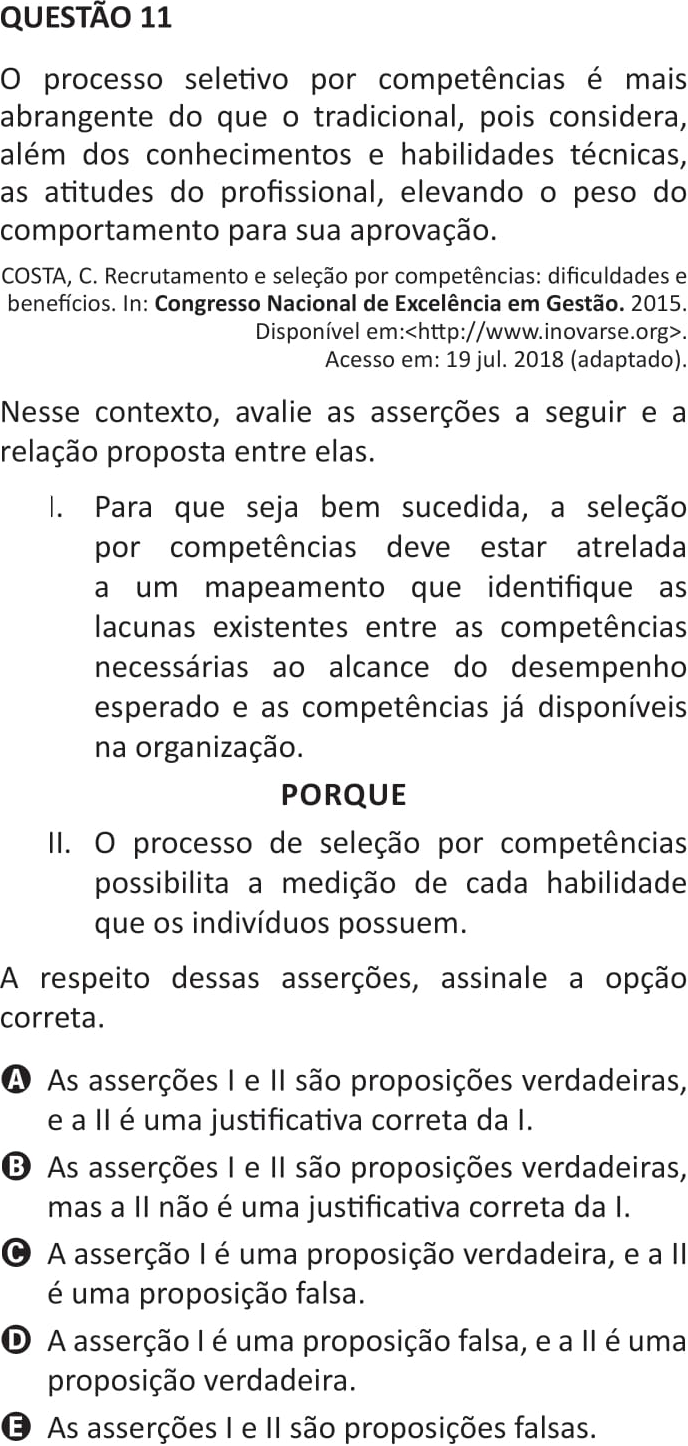 QUESTÃO 11
O processo seletivo por competências é mais
abrangente do que o tradicional, pois considera,
além dos conhecimentos e habilidades técnicas,
as atitudes do profissional, elevando o peso do
comportamento para sua aprovação.
COSTA, C. Recrutamento e seleção por competências: dificuldades e
benefícios. In: Congresso Nacional de Excelência em Gestão. 2015.
Disponível em:<http://www.inovarse.org>.
Acesso em: 19 jul. 2018 (adaptado).
Nesse contexto, avalie as asserções a seguir e a
relação proposta entre elas.
I. Para que seja bem sucedida, a seleção
por competências deve estar atrelada
a um mapeamento que identifique as
lacunas existentes entre as competências
necessárias ao alcance do desempenho
esperado e as competências já disponíveis
na organização.
PORQUE
II. O processo de seleção por competências
possibilita a medição de cada habilidade
que os indivíduos possuem.
A respeito dessas asserções, assinale a opção
correta.
A As asserções I e II são proposições verdadeiras,
e a II é uma justificativa correta da I.
B As asserções I e II são proposições verdadeiras,
mas a II não é uma justificativa correta da I.
C A asserção I é uma proposição verdadeira, e a II
é uma proposição falsa.
D A asserção I é uma proposição falsa, e a II é uma
proposição verdadeira.
E As asserções I e II são proposições falsas.